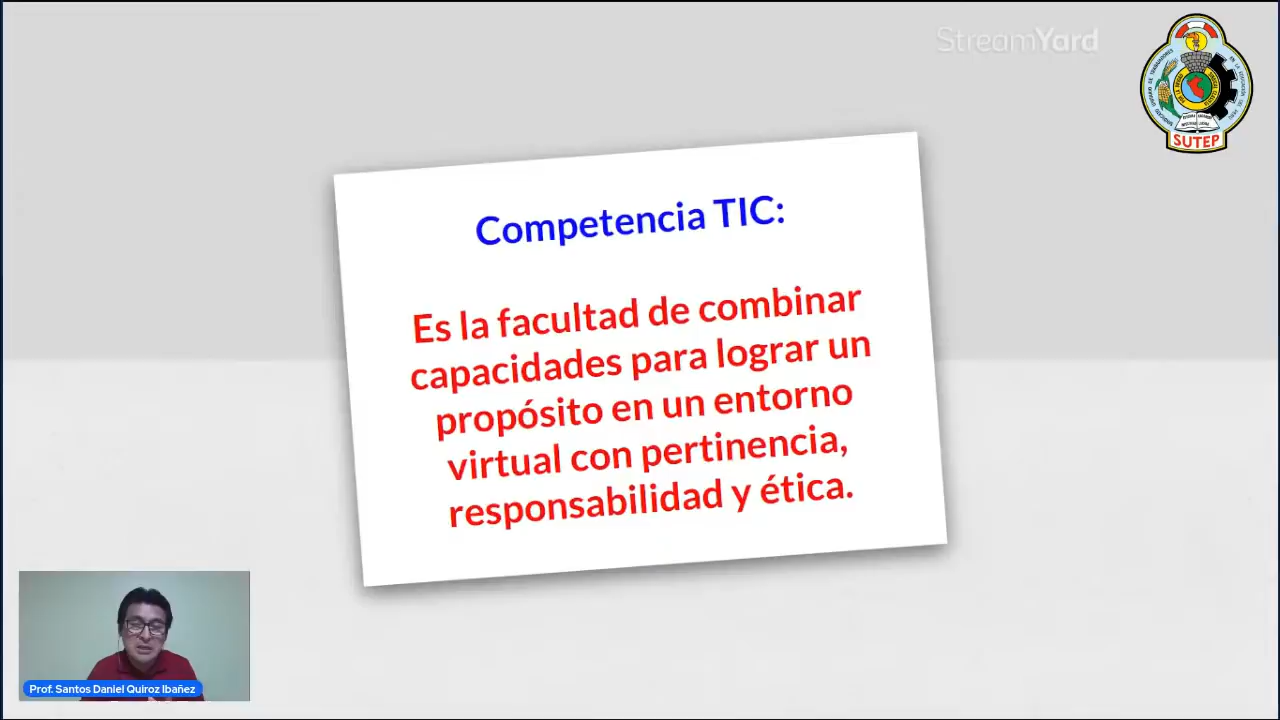 StreamYard
SUTEP
Competencia TIC:
Es la facultad de combinar
capacidades para lograr un
propósito en un entorno
virtual con pertinencia,
responsabilidad y ética.
Prof. Santos Daniel Quiroz Ibañez